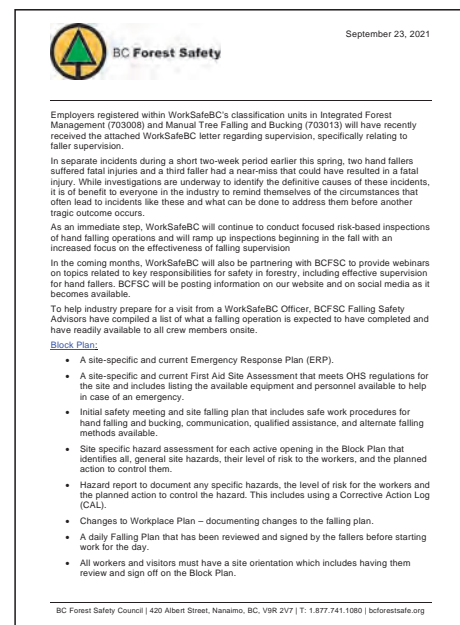 September 23, 2021
BC Forest Safety
Employers registered within WorkSafeBC's classification units in Integrated Forest
Management (703008) and Manual Tree Falling and Bucking (703013) will have recently
received the attached WorkSafeBC letter regarding supervision, specifically relating to
faller supervision.
In separate incidents during a short two-week period earlier this spring, two hand fallers
suffered fatal injuries and a third faller had a near-miss that could have resulted in a fatal
injury. While investigations are underway to identify the definitive causes of these incidents,
it is of benefit to everyone in the industry to remind themselves of the circumstances that
often lead to incidents like these and what can be done to address them before another
tragic outcome occurs.
As an immediate step, WorkSafeBC will continue to conduct focused risk-based inspections
of hand falling operations and will ramp up inspections beginning in the fall with an
increased focus on the effectiveness of falling supervision
In the coming months, WorkSafeBC will also be partnering with BCFSC to provide webinars
on topics related to key responsibilities for safety in forestry, including effective supervision
for hand fallers. BCFSC will be posting information on our website and on social media as it
becomes available.
To help industry prepare for a visit from a WorkSafeBC Officer, BCFSC Falling Safety
Advisors have compiled a list of what a falling operation is expected to have completed and
have readily available to all crew members onsite.
Block Plan:
• A site-specific and current Emergency Response Plan (ERP).
• A site-specific and current First Aid Site Assessment that meets OHS regulations for
the site and includes listing the available equipment and personnel available to help
in case of an emergency.
• Initial safety meeting and site falling plan that includes safe work procedures for
hand falling and bucking, communication, qualified assistance, and alternate falling
methods available.
• Site specific hazard assessment for each active opening in the Block Plan that
identifies all, general site hazards, their level of risk to the workers, and the planned
action to control them.
• Hazard report to document any specific hazards, the level of risk for the workers and
the planned action to control the hazard. This includes using a Corrective Action Log
(CAL).
• Changes to Workplace Plan – documenting changes to the falling plan.
• A daily Falling Plan that has been reviewed and signed by the fallers before starting
work for the day.
• All workers and visitors must have a site orientation which includes having them
review and sign off on the Block Plan.
BC Forest Safety Council | 420 Albert Street, Nanaimo, BC, V9R 2V7 | T: 1.877.741.1080 | bcforestsafe.org